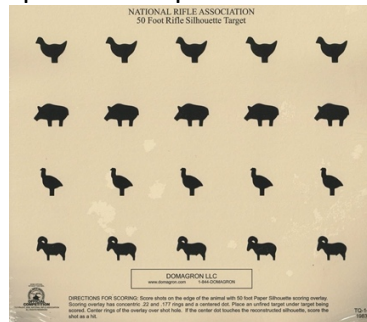 NATIONAL RIFLE ASSOCIATION
50 Foot Rifle Silhouette Target
DOMAGRON LLC
www.domagron.com 1-844-DOMAGRON
DIRECTIONS FOR SCORING: Score shots on the edge of the animal with 50 foot Paper Silhouette scoring overlay.
Scoring overlay has concentric .22 and .177 rings and a centered dot. Place an unfired target under target being
scored. Center rings of the overlay over shot hole. If the center dot touches the reconstructed silhouette, score the
shot as a hit.
OFFICIAL
COMPETITION